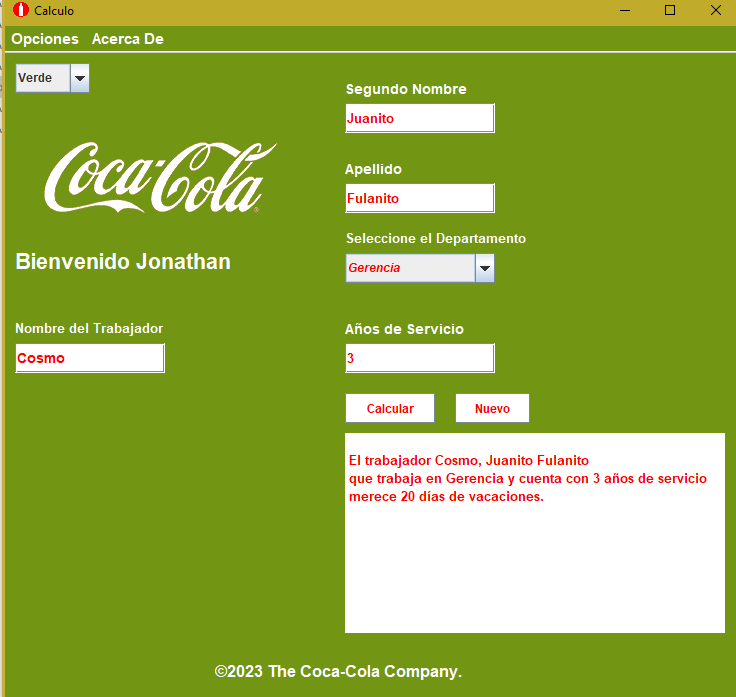 Calculo
Opciones Acerca De
Verde
Coca-Cola
Bienvenido Jonathan
Nombre del Trabajador
Cosmo
Segundo Nombre
Juanito
Apellido
Fulanito
Seleccione el Departamento
Gerencia
Años de Servicio
3
Calcular Nuevo
El trabajador Cosmo, Juanito Fulanito
que trabaja en Gerencia y cuenta con 3 años de servicio
merece 20 días de vacaciones.
©2023 The Coca-Cola Company.